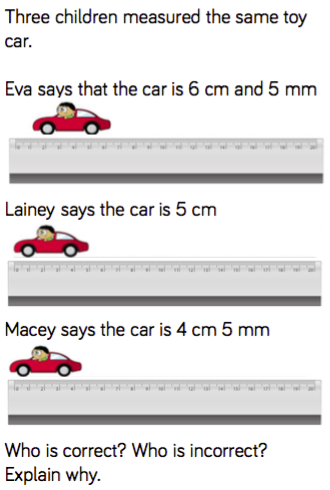 Three children measured the same toy
car.
Eva says that the car is 6 cm and 5 mm
Lainey says the car is 5 cm
Macey says the car is 4 cm 5 mm
Who is correct? Who is incorrect?
Explain why.